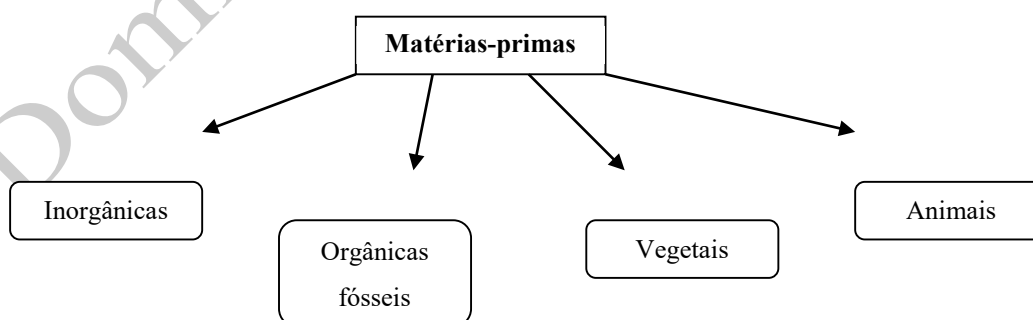 Matérias-primas
Inorgânicas
Orgânicas
fósseis
Vegetais
Animais